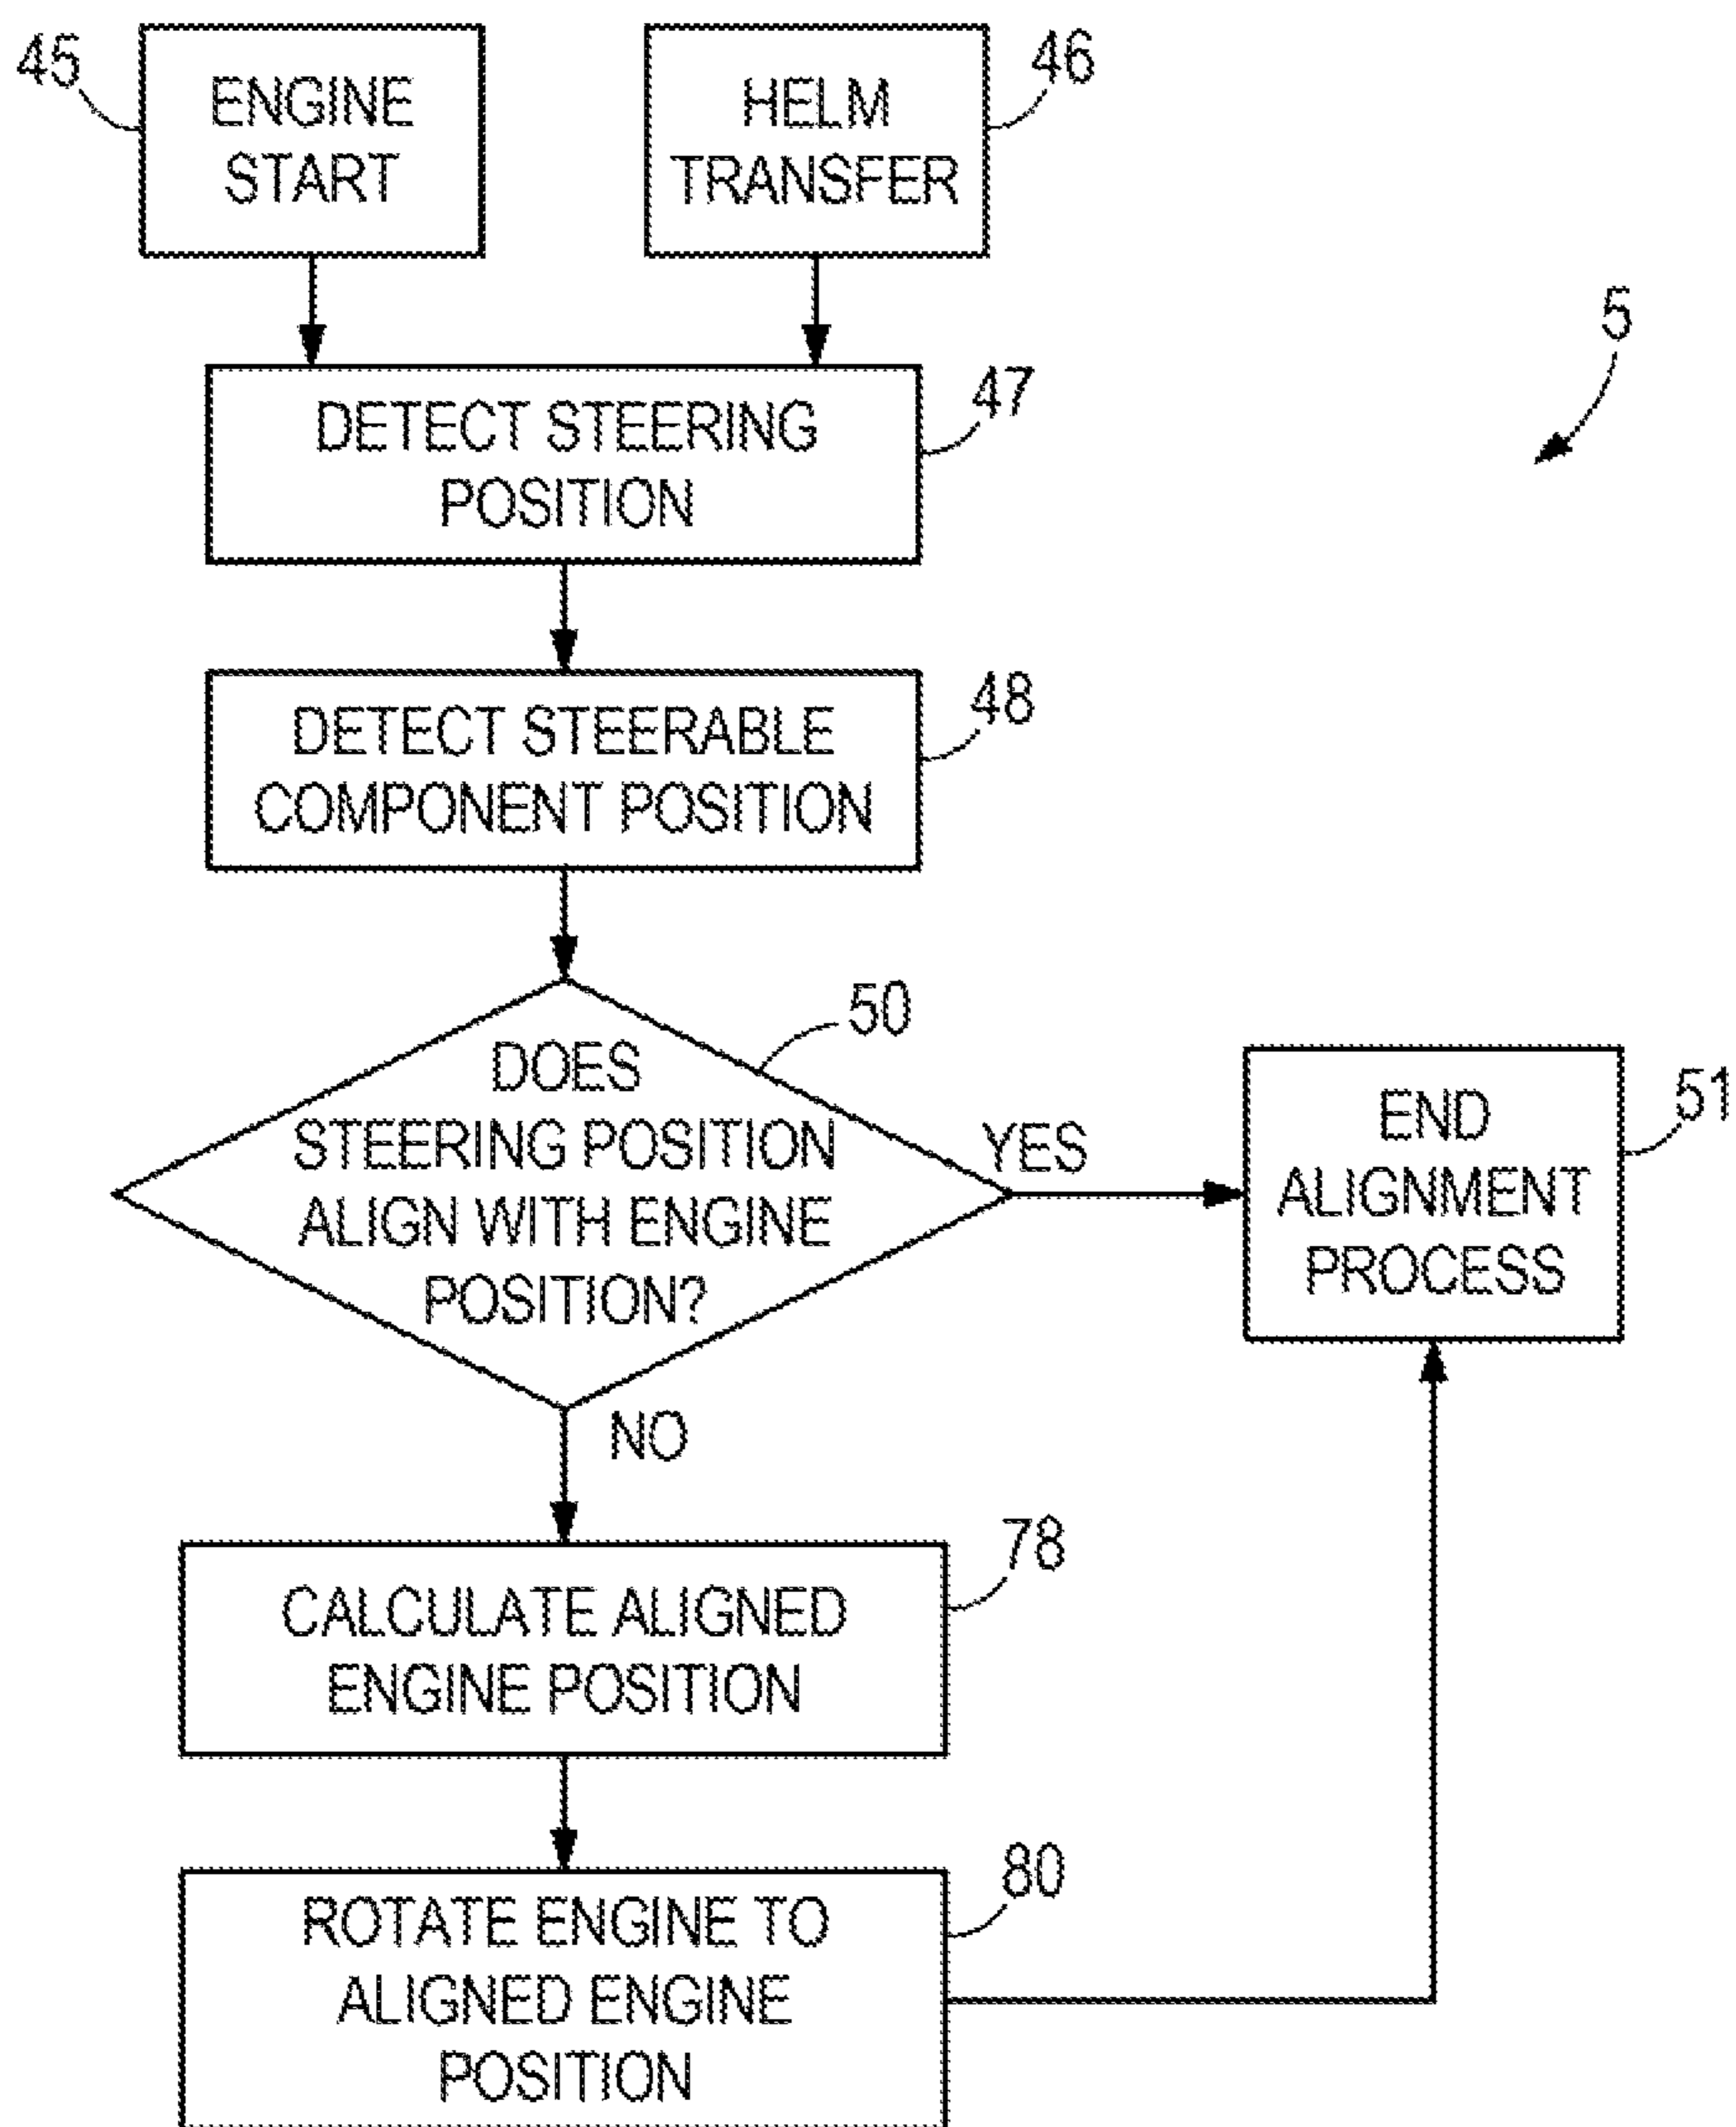 45
ENGINE
START
HELM
TRANSFER
46
5
DETECT STEERING
POSITION
47
DETECT STEERABLE
COMPONENT POSITION
48
DOES
STEERING POSITION
ALIGN WITH ENGINE
POSITION?
50
YES
END
ALIGNMENT
PROCESS
51
NO
CALCULATE ALIGNED
ENGINE POSITION
78
ROTATE ENGINE TO
ALIGNED ENGINE
POSITION
80